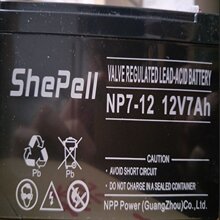 ShePell
VALVE REGULATED LEAD-ACID BATTERY
NP7-12 12V7Ah
Pb
CAUTION:
• AVOID SHORT CIRCUIT
• DO NOT CHARGE IN A SEALED CONTAINER
NPP Power (GuangZhou) Co., Ltd.